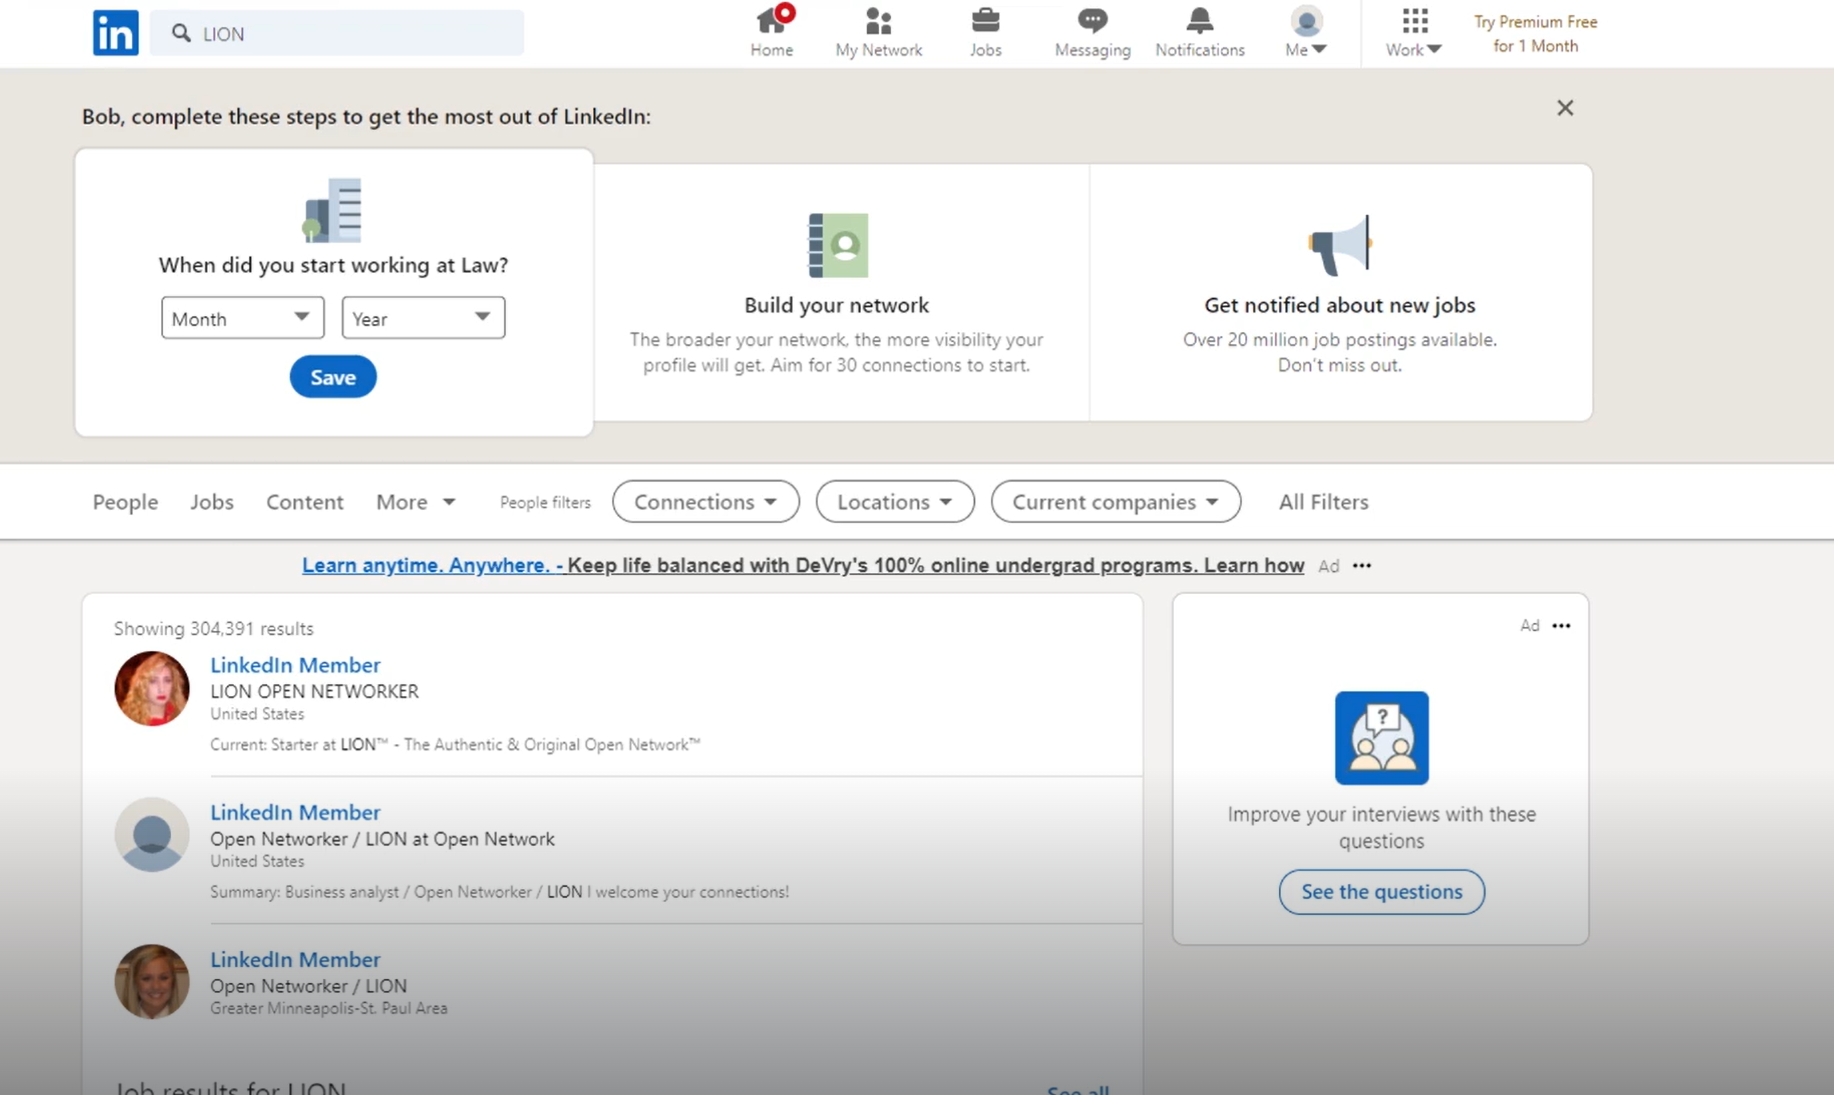 in
LION
Home
My Network
Jobs
Messaging
Notifications
Me
Work
Try Premium Free
for 1 Month
Bob, complete these steps to get the most out of LinkedIn:
When did you start working at Law?
Month
Year
Save
Build your network
The broader your network, the more visibility your
profile will get. Aim for 30 connections to start.
Get notified about new jobs
Over 20 million job postings available.
Don't miss out.
People
Jobs
Content
More
People filters
Connections
Locations
Current companies
All Filters
Learn anytime. Anywhere. - Keep life balanced with DeVry's 100% online undergrad programs. Learn how Ad
Showing 304,391 results
LinkedIn Member
LION OPEN NETWORKER
United States
Current: Starter at LION™ - The Authentic & Original Open Network™
LinkedIn Member
Open Networker / LION at Open Network
United States
Summary: Business analyst / Open Networker / LION I welcome your connections!
LinkedIn Member
Open Networker / LION
Greater Minneapolis-St. Paul Area
Job results for LION
See all
Ad
?
Improve your interviews with these
questions
See the questions